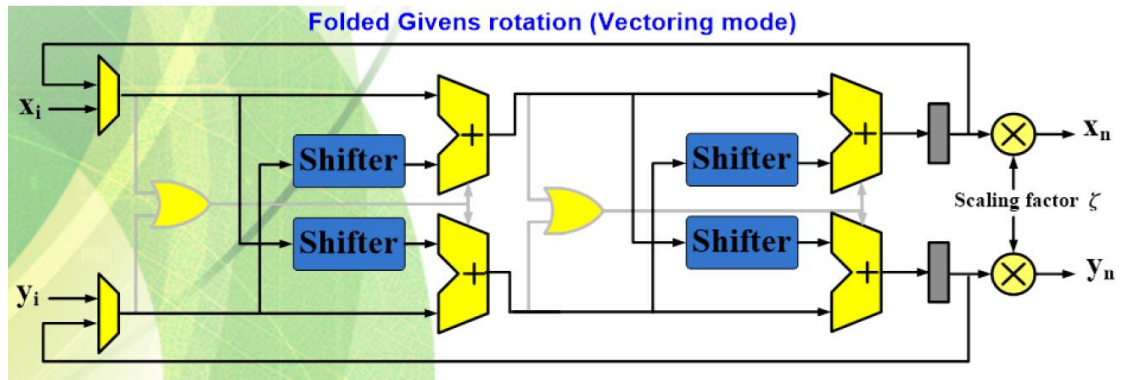 Folded Givens rotation (Vectoring mode)
xi
Shifter
+
Shifter
+
xn
Scaling factor ζ
Shifter
+
Shifter
+
yi
yn